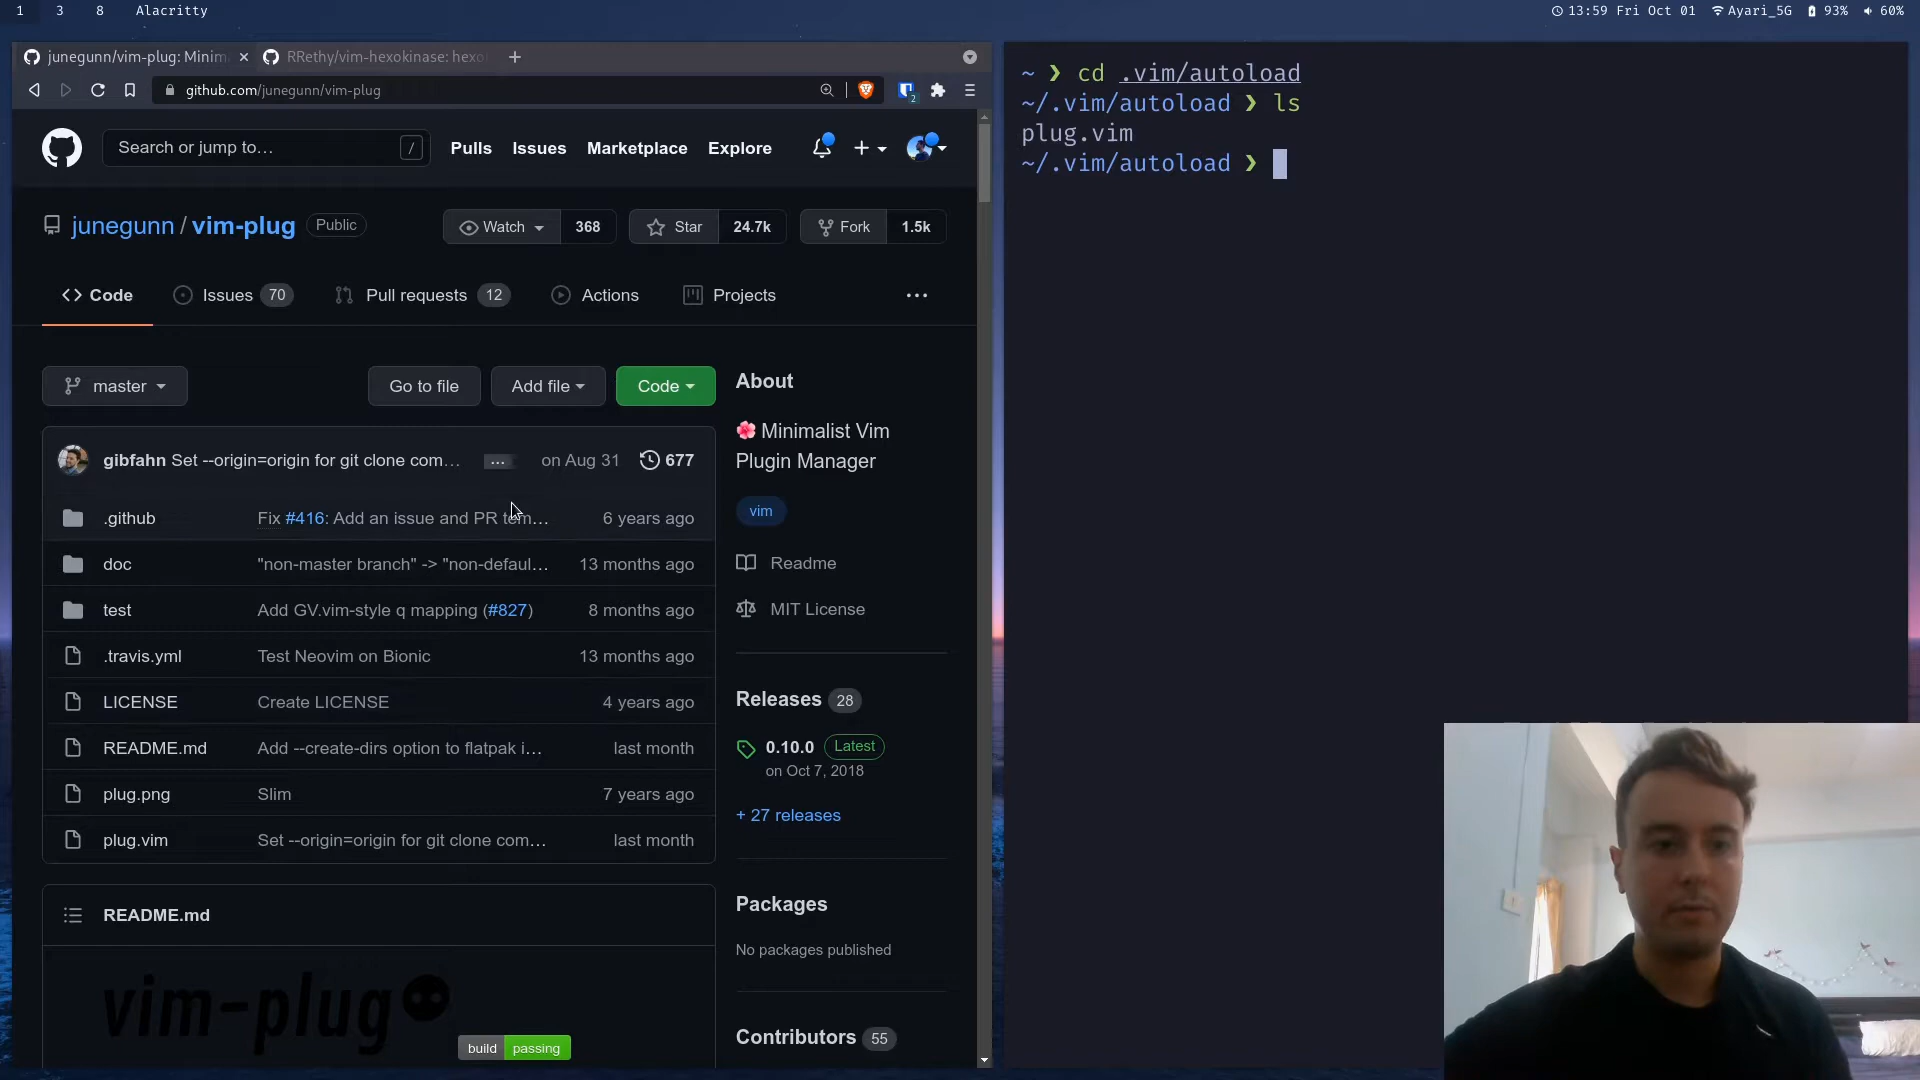 1 3 8 Alacritty
13:59 Fri Oct 01 Ayari_5G 93% 60%
junegunn/vim-plug: Minim
RRethy/vim-hexokinase: hexo
github.com/junegunn/vim-plug
2
Search or jump to…
/
Pulls Issues Marketplace Explore
junegunn / vim-plug Public
Watch 368 Star 24.7k Fork 1.5k
Code Issues 70 Pull requests 12 Actions Projects
master Go to file Add file Code
gibfahn Set --origin=origin for git clone com… ... on Aug 31 677
.github Fix #416: Add an issue and PR tem… 6 years ago
doc "non-master branch" -> "non-defaul… 13 months ago
test Add GV.vim-style q mapping (#827) 8 months ago
.travis.yml Test Neovim on Bionic 13 months ago
LICENSE Create LICENSE 4 years ago
README.md Add --create-dirs option to flatpak i… last month
plug.png Slim 7 years ago
plug.vim Set --origin=origin for git clone com… last month
README.md
vim-plug
build passing
About
🌺 Minimalist Vim
Plugin Manager
vim
Readme
MIT License
Releases 28
0.10.0 Latest
on Oct 7, 2018
+ 27 releases
Packages
No packages published
Contributors 55
~ ❯ cd .vim/autoload
~/.vim/autoload ❯ ls
plug.vim
~/.vim/autoload ❯